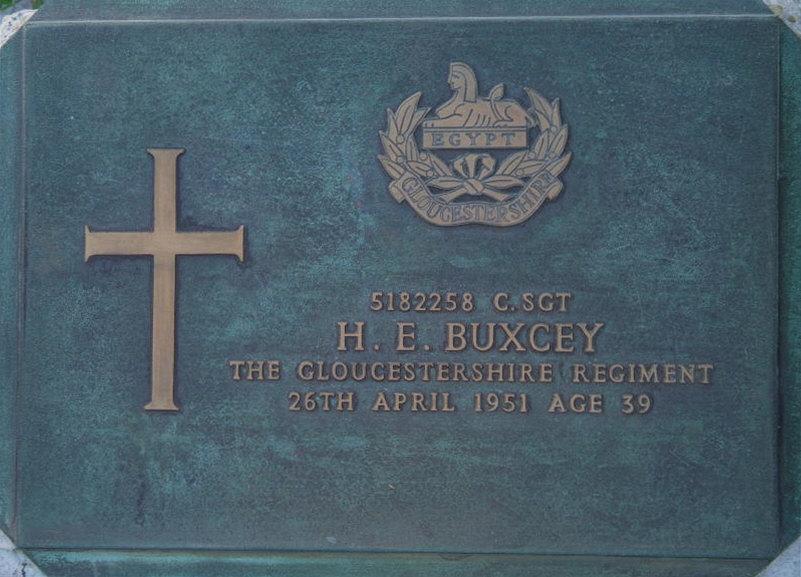 EGYPT
GLOUCESTERSHIRE
5182258 C.SGT
H. E. BUXCEY
THE GLOUCESTERSHIRE REGIMENT
26TH APRIL 1951 AGE 39